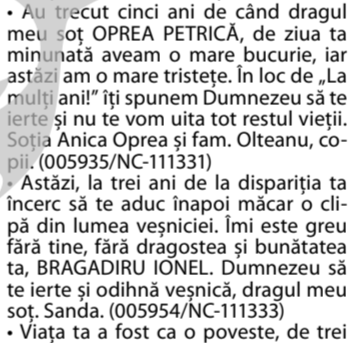 • Au trecut cinci ani de când dragul
meu soț OPREA PETRICĂ, de ziua ta
minunată aveam o mare bucurie, iar
astăzi am o mare tristețe. În loc de „La
mulți ani!” îți spunem Dumnezeu să te
ierte și nu te vom uita tot restul vieții.
Soția Anica Oprea și fam. Olteanu, co-
pii. (005935/NC-111331)
• Astăzi, la trei ani de la dispariția ta
încerc să te aduc înapoi măcar o cli-
pă din lumea veșniciei. Îmi este greu
fără tine, fără dragostea și bunătatea
ta, BRAGADIRU IONEL. Dumnezeu să
te ierte și odihnă veșnică, dragul meu
soț. Sanda. (005954/NC-111333)
• Viața ta a fost ca o poveste, de trei